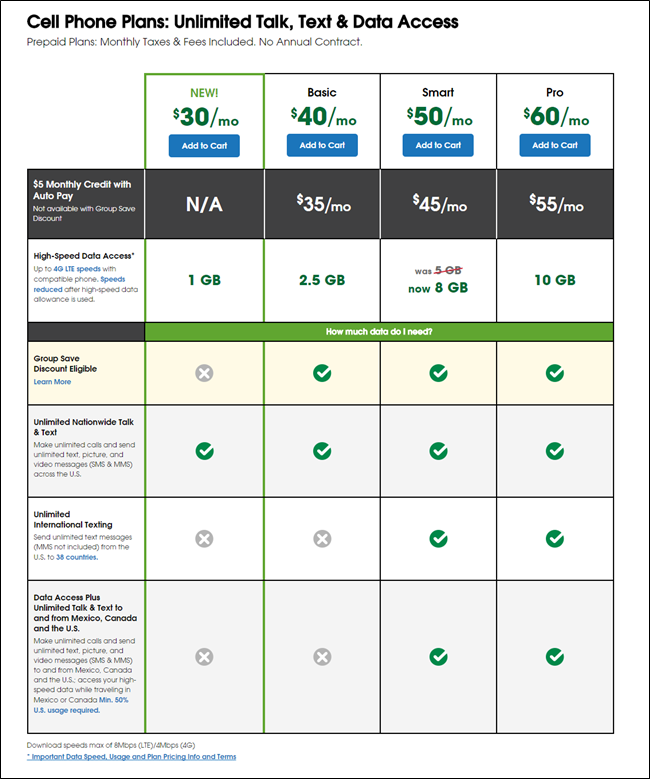 Cell Phone Plans: Unlimited Talk, Text & Data Access
Prepaid Plans: Monthly Taxes & Fees Included. No Annual Contract.
NEW!
$30/mo
Add to Cart
Basic
$40/mo
Add to Cart
Smart
$50/mo
Add to Cart
Pro
$60/mo
Add to Cart
$5 Monthly Credit with
Auto Pay
Not available with Group Save
Discount
N/A
$35/mo
$45/mo
$55/mo
High-Speed Data Access*
Up to 4G LTE speeds with
compatible phone. Speeds
reduced after high-speed data
allowance is used.
1 GB
2.5 GB
was 5 GB
now 8 GB
10 GB
How much data do I need?
Group Save
Discount Eligible
Learn More
Unlimited Nationwide Talk
& Text
Make unlimited calls and send
unlimited text, picture, and
video messages (SMS & MMS)
across the U.S.
Unlimited
International Texting
Send unlimited text messages
(MMS not included) from the
U.S. to 38 countries.
Data Access Plus
Unlimited Talk & Text to
and from Mexico, Canada
and the U.S.
Make unlimited calls and send
unlimited text, picture, and
video messages (SMS & MMS)
to and from Mexico, Canada
and the U.S.; access your high-
speed data while traveling in
Mexico or Canada Min. 50%
U.S. usage required.
Download speeds max of 8Mbps (LTE)/4Mbps (4G)
* Important Data Speed, Usage and Plan Pricing Info and Terms